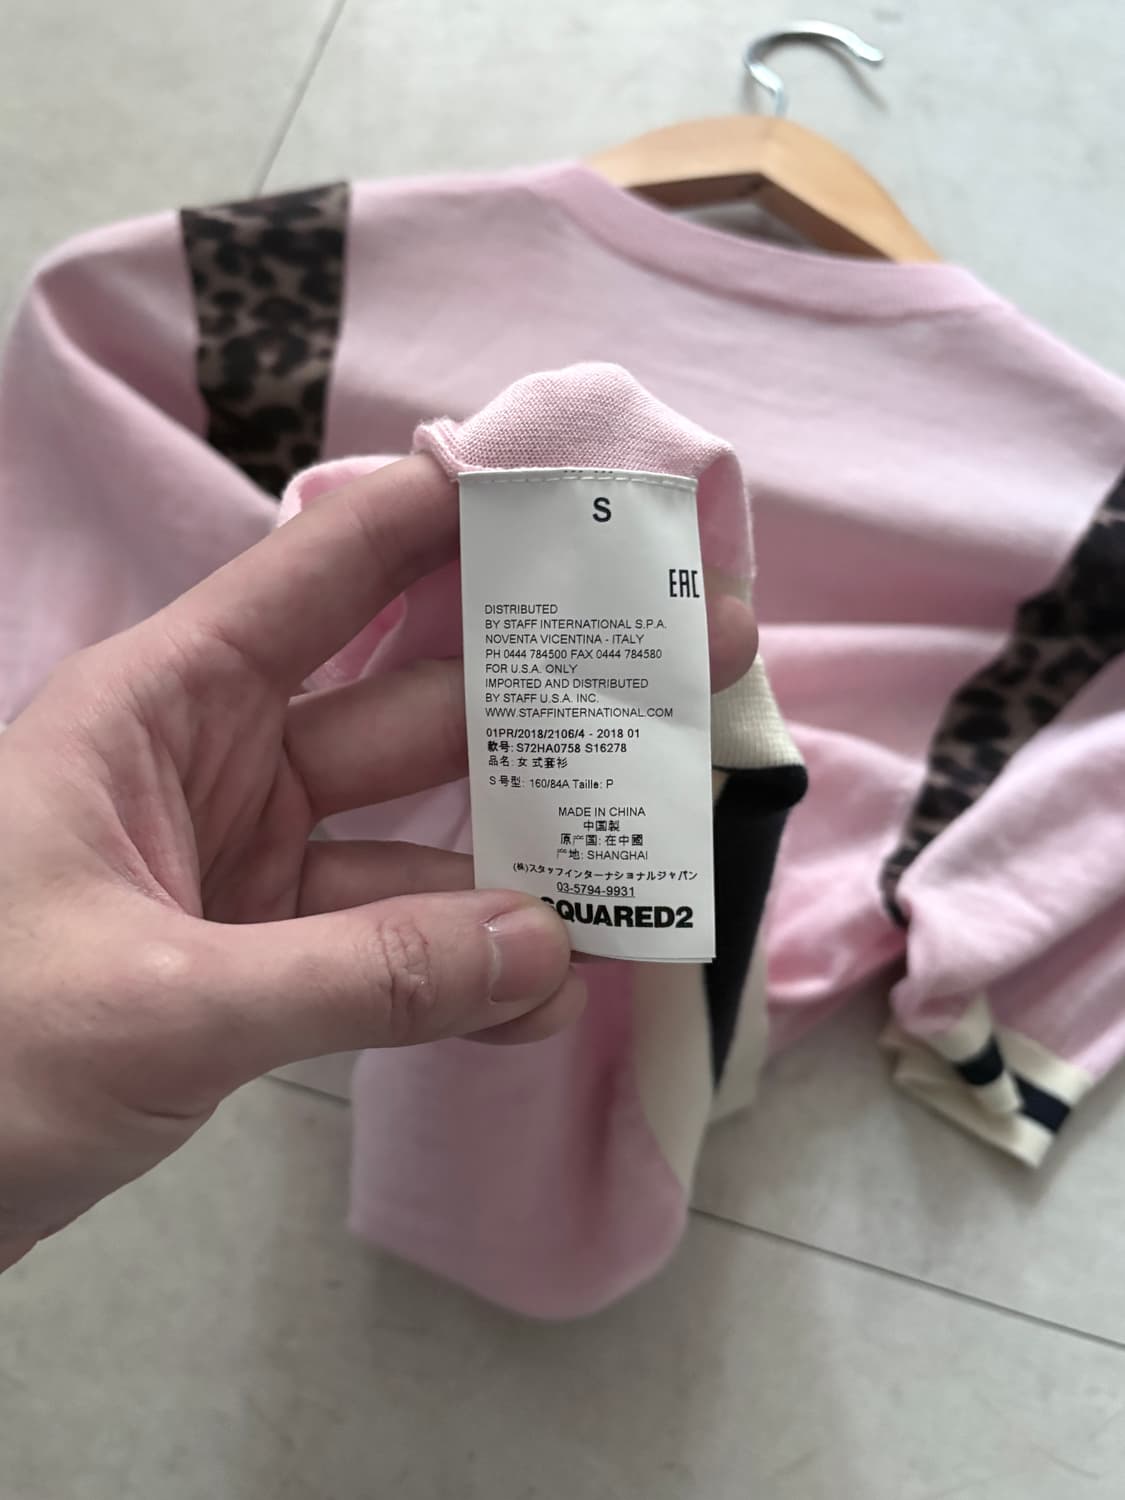 S
EAC
DISTRIBUTED
BY STAFF INTERNATIONAL S.P.A.
NOVENTA VICENTINA - ITALY
PH 0444 784500 FAX 0444 784580
FOR U.S.A. ONLY
IMPORTED AND DISTRIBUTED
BY STAFF U.S.A. INC.
WWW.STAFFINTERNATIONAL.COM
01PR/2018/2106/4 - 2018 01
款号: S72HA0758 S16278
品名: 女 式套衫
S 号型: 160/84A Taille: P
MADE IN CHINA
中国製
原产国: 在中國
产地: SHANGHAI
(株)スタッフインターナショナルジャパン
03-5794-9931
SQUARED2